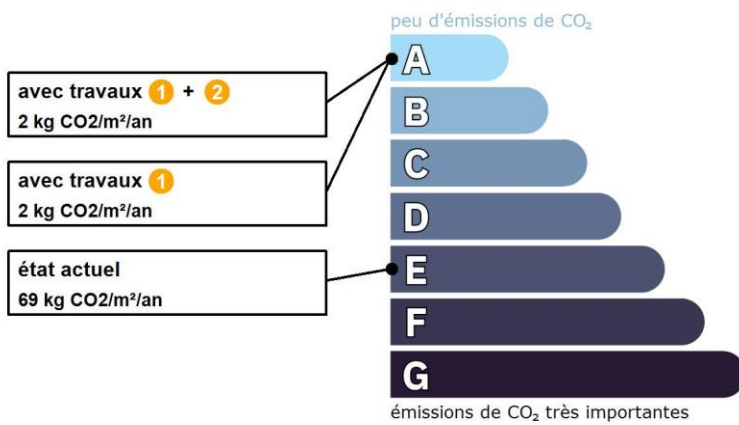 peu d'émissions de CO₂
A
avec travaux 1 + 2
2 kg CO2/m²/an
B
C
avec travaux 1
2 kg CO2/m²/an
D
état actuel
69 kg CO2/m²/an
E
F
G
émissions de CO₂ très importantes